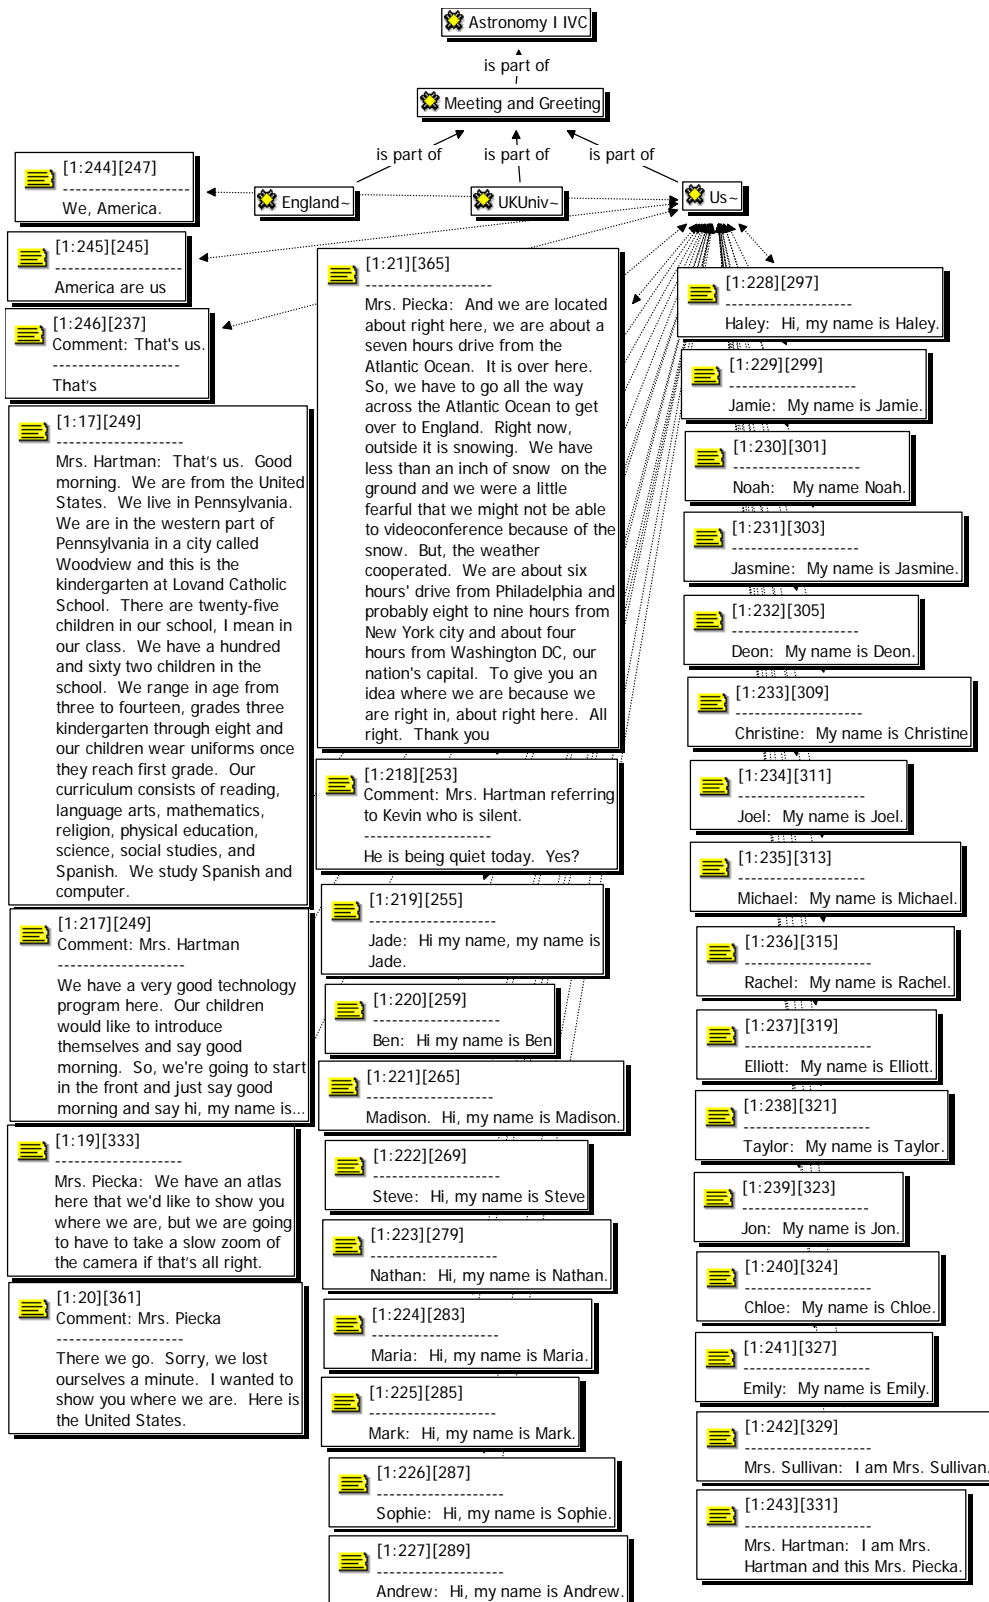 Astronomy I IVC
is part of
Meeting and Greeting
is part of
is part of
is part of
England~
UKUniv~
Us~
[1:244][247]
--------------------
We, America.
[1:245][245]
--------------------
America are us
[1:246][237]
Comment: That's us.
--------------------
That's
[1:17][249]
--------------------
Mrs. Hartman: That's us. Good
morning. We are from the United
States. We live in Pennsylvania.
We are in the western part of
Pennsylvania in a city called
Woodview and this is the
kindergarten at Lovand Catholic
School. There are twenty-five
children in our school, I mean in
our class. We have a hundred
and sixty two children in the
school. We range in age from
three to fourteen, grades three
kindergarten through eight and
our children wear uniforms once
they reach first grade. Our
curriculum consists of reading,
language arts, mathematics,
religion, physical education,
science, social studies, and
Spanish. We study Spanish and
computer.
[1:217][249]
Comment: Mrs. Hartman
--------------------
We have a very good technology
program here. Our children
would like to introduce
themselves and say good
morning. So, we're going to start
in the front and just say good
morning and say hi, my name is...
[1:19][333]
--------------------
Mrs. Piecka: We have an atlas
here that we'd like to show you
where we are, but we are going
to have to take a slow zoom of
the camera if that's all right.
[1:20][361]
Comment: Mrs. Piecka
--------------------
There we go. Sorry, we lost
ourselves a minute. I wanted to
show you where we are. Here is
the United States.
[1:21][365]
--------------------
Mrs. Piecka: And we are located
about right here, we are about a
seven hours drive from the
Atlantic Ocean. It is over here.
So, we have to go all the way
across the Atlantic Ocean to get
over to England. Right now,
outside it is snowing. We have
less than an inch of snow on the
ground and we were a little
fearful that we might not be able
to videoconference because of the
snow. But, the weather
cooperated. We are about six
hours' drive from Philadelphia and
probably eight to nine hours from
New York city and about four
hours from Washington DC, our
nation's capital. To give you an
idea where we are because we
are right in, about right here. All
right. Thank you
[1:218][253]
Comment: Mrs. Hartman referring
to Kevin who is silent.
--------------------
He is being quiet today. Yes?
[1:219][255]
--------------------
Jade: Hi my name, my name is
Jade.
[1:220][259]
--------------------
Ben: Hi my name is Ben
[1:221][265]
--------------------
Madison. Hi, my name is Madison.
[1:222][269]
--------------------
Steve: Hi, my name is Steve
[1:223][279]
--------------------
Nathan: Hi, my name is Nathan.
[1:224][283]
--------------------
Maria: Hi, my name is Maria.
[1:225][285]
--------------------
Mark: Hi, my name is Mark.
[1:226][287]
--------------------
Sophie: Hi, my name is Sophie.
[1:227][289]
--------------------
Andrew: Hi, my name is Andrew.
[1:228][297]
--------------------
Haley: Hi, my name is Haley.
[1:229][299]
--------------------
Jamie: My name is Jamie.
[1:230][301]
--------------------
Noah: My name Noah.
[1:231][303]
--------------------
Jasmine: My name is Jasmine.
[1:232][305]
--------------------
Deon: My name is Deon.
[1:233][309]
--------------------
Christine: My name is Christine
[1:234][311]
--------------------
Joel: My name is Joel.
[1:235][313]
--------------------
Michael: My name is Michael.
[1:236][315]
--------------------
Rachel: My name is Rachel.
[1:237][319]
--------------------
Elliott: My name is Elliott.
[1:238][321]
--------------------
Taylor: My name is Taylor.
[1:239][323]
--------------------
Jon: My name is Jon.
[1:240][324]
--------------------
Chloe: My name is Chloe.
[1:241][327]
--------------------
Emily: My name is Emily.
[1:242][329]
--------------------
Mrs. Sullivan: I am Mrs. Sullivan.
[1:243][331]
--------------------
Mrs. Hartman: I am Mrs.
Hartman and this Mrs. Piecka.